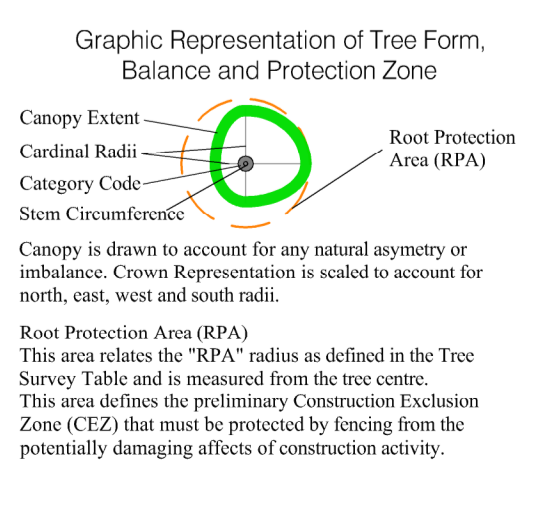 Graphic Representation of Tree Form,
Balance and Protection Zone
Canopy Extent
Cardinal Radii
Category Code
Stem Circumference
Root Protection
Area (RPA)
Canopy is drawn to account for any natural asymetry or
imbalance. Crown Representation is scaled to account for
north, east, west and south radii.
Root Protection Area (RPA)
This area relates the "RPA" radius as defined in the Tree
Survey Table and is measured from the tree centre.
This area defines the preliminary Construction Exclusion
Zone (CEZ) that must be protected by fencing from the
potentially damaging affects of construction activity.